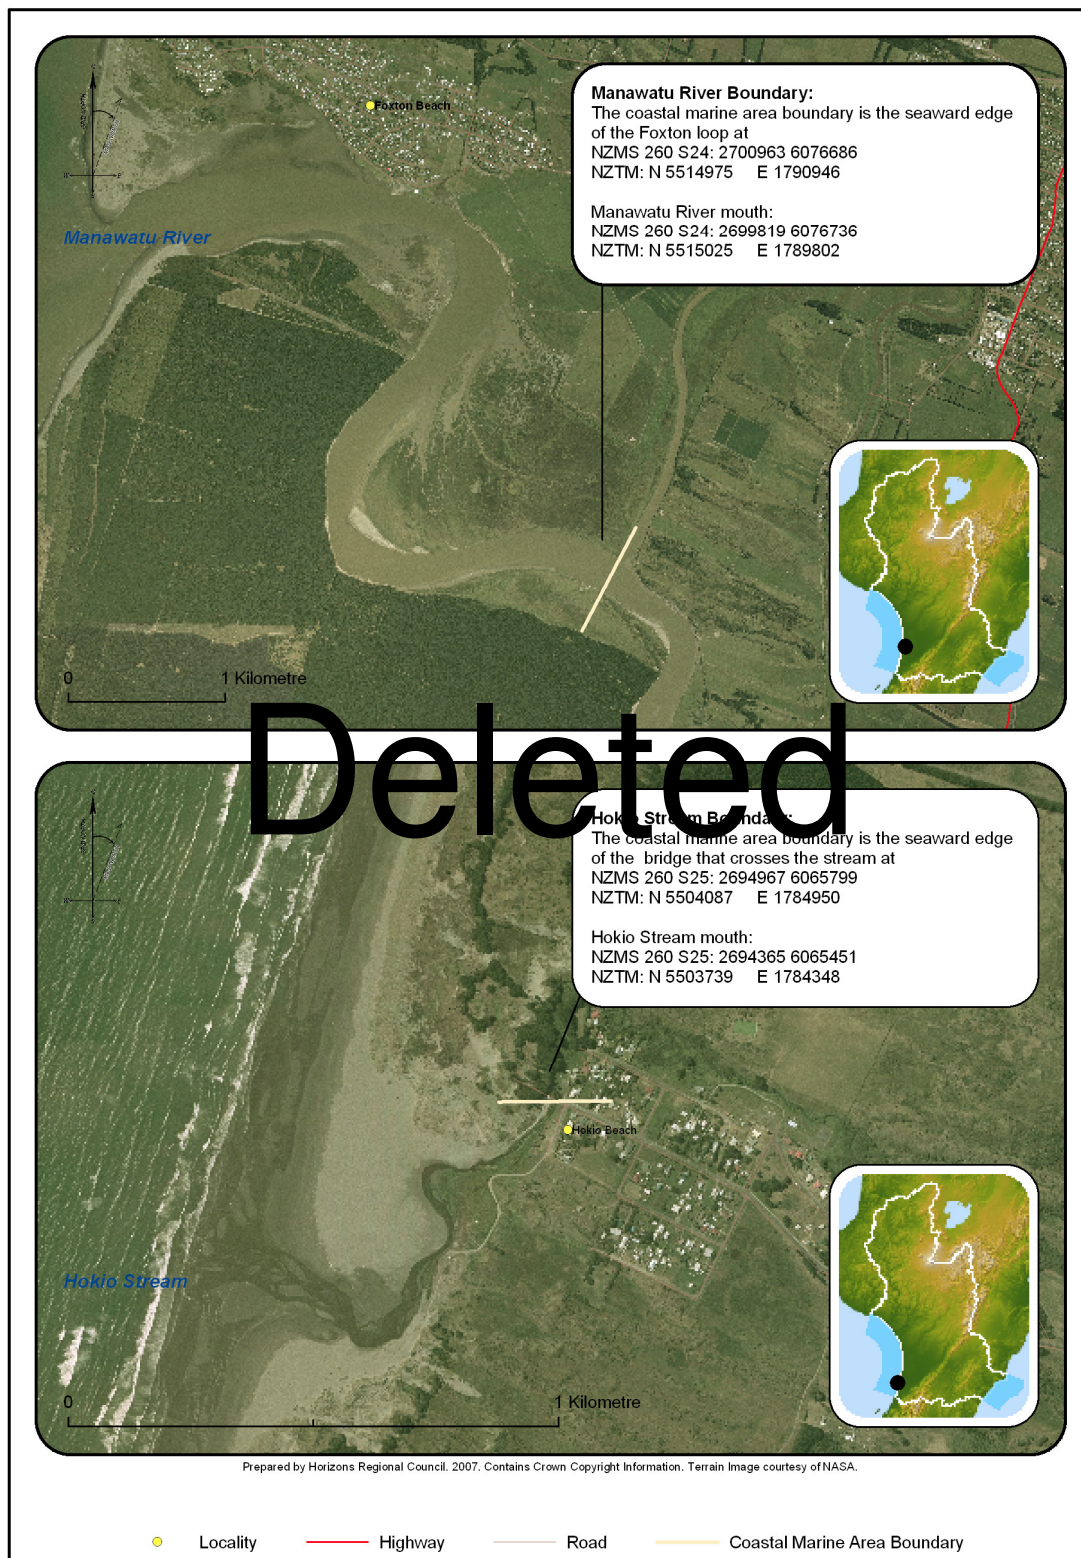 Foxton Beach
Manawatu River Boundary:
The coastal marine area boundary is the seaward edge
of the Foxton loop at
NZMS 260 S24: 2700963 6076686
NZTM: N 5514975 E 1790946
Manawatu River mouth:
NZMS 260 S24: 2699819 6076736
NZTM: N 5515025 E 1789802
Manawatu River
0 1 Kilometre
Deleted
Hokio Stream Boundary:
The coastal marine area boundary is the seaward edge
of the bridge that crosses the stream at
NZMS 260 S25: 2694967 6065799
NZTM: N 5504087 E 1784950
Hokio Stream mouth:
NZMS 260 S25: 2694365 6065451
NZTM: N 5503739 E 1784348
Hokio Beach
Hokio Stream
0 1 Kilometre
Prepared by Horizons Regional Council. 2007. Contains Crown Copyright Information. Terrain Image courtesy of NASA.
Locality Highway Road Coastal Marine Area Boundary